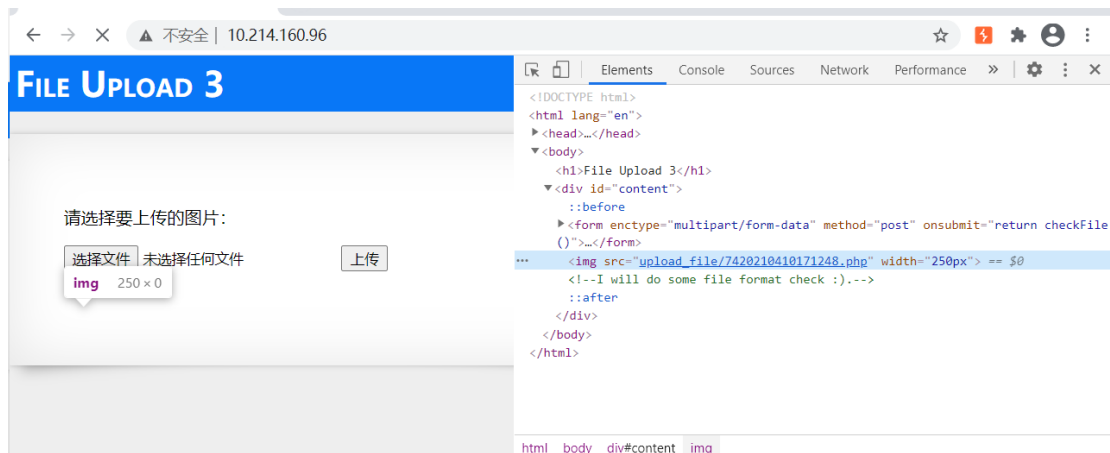 不安全 | 10.214.160.96
FILE UPLOAD 3
请选择要上传的图片：
选择文件 未选择任何文件 上传
img 250 × 0
Elements Console Sources Network Performance »
<!DOCTYPE html>
<html lang="en">
<head>…</head>
<body>
<h1>File Upload 3</h1>
<div id="content">
::before
<form enctype="multipart/form-data" method="post" onsubmit="return checkFile
()">…</form>
… <img src="upload_file/7420210410171248.php" width="250px"> == $0
<!--I will do some file format check :).-->
::after
</div>
</body>
</html>
html body div#content img